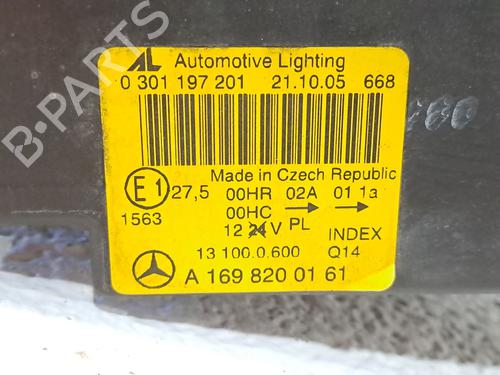 B-PARTS
AL Automotive Lighting
0 301 197 201 21.10.05 668
Made in Czech Republic
E1 27,5 00HR 02A 01 1a
1563 00HC → →
12 24 V PL INDEX
13 100.0.600 Q14
A 169 820 01 61